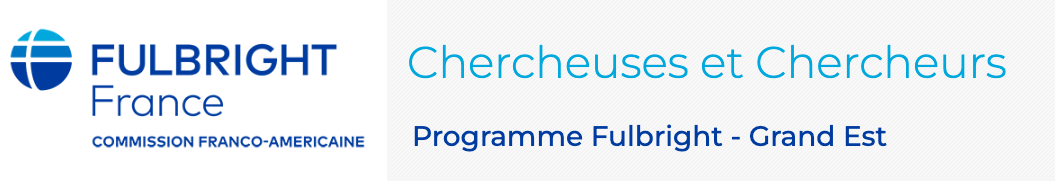 FULBRIGHT
France
COMMISSION FRANCO-AMERICAINE
Chercheuses et Chercheurs
Programme Fulbright - Grand Est